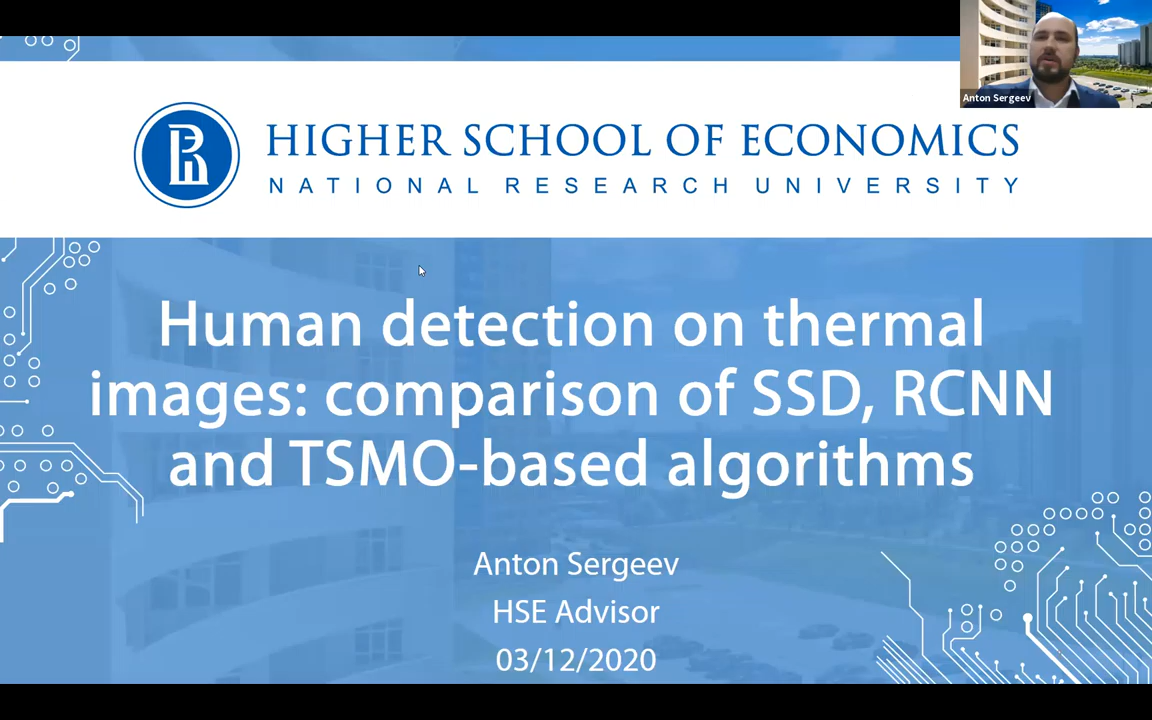 Anton Sergeev
HIGHER SCHOOL OF ECONOMICS
NATIONAL RESEARCH UNIVERSITY
Human detection on thermal
images: comparison of SSD, RCNN
and TSMO-based algorithms
Anton Sergeev
HSE Advisor
03/12/2020